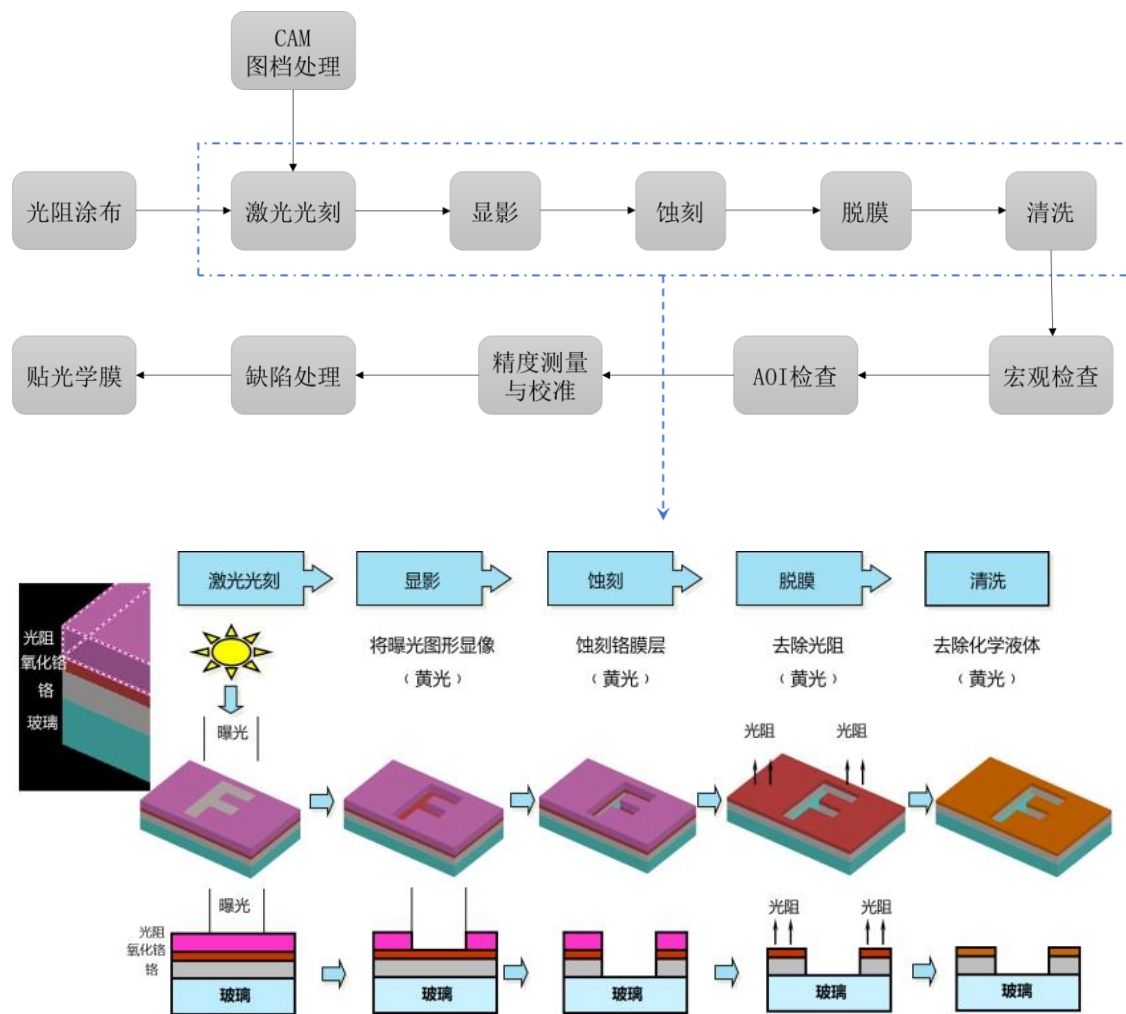 CAM
图档处理
光阻涂布
激光光刻
显影
蚀刻
脱膜
清洗
贴光学膜
缺陷处理
精度测量
与校准
AOI检查
宏观检查
激光光刻
显影
蚀刻
脱膜
清洗
将曝光图形显像
（黄光）
蚀刻铬膜层
（黄光）
去除光阻
（黄光）
去除化学液体
（黄光）
光阻
氧化铬
铬
玻璃
曝光
光阻
光阻
曝光
光阻
氧化铬
铬
玻璃
玻璃
玻璃
光阻
光阻
玻璃
玻璃